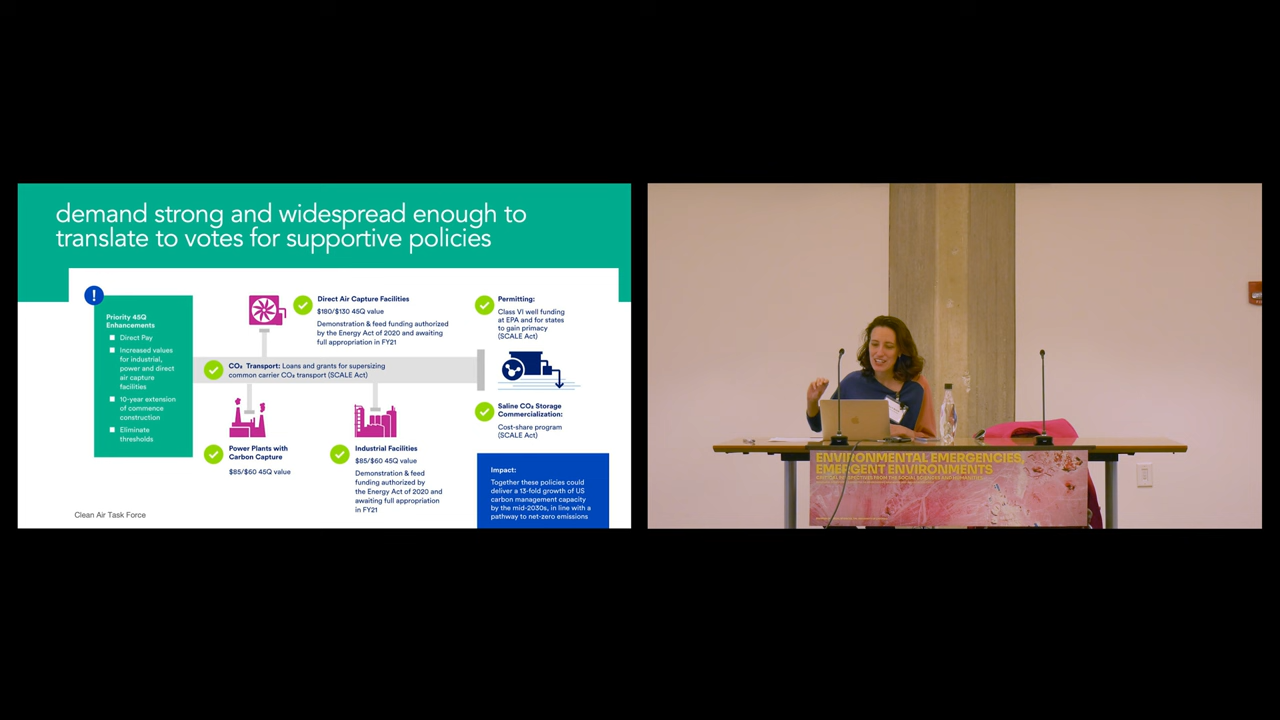 demand strong and widespread enough to
translate to votes for supportive policies
!
Priority 45Q
Enhancements
Direct Pay
Increased values
for industrial,
power and direct
air capture
facilities
10-year extension
of commence
construction
Eliminate
thresholds
Direct Air Capture Facilities
$180/$130 45Q value
Demonstration & feed funding authorized
by the Energy Act of 2020 and awaiting
full appropriation in FY21
CO₂ Transport: Loans and grants for supersizing
common carrier CO₂ transport (SCALE Act)
Power Plants with
Carbon Capture
$85/$60 45Q value
Industrial Facilities
$85/$60 45Q value
Demonstration & feed
funding authorized by
the Energy Act of 2020 and
awaiting full appropriation
in FY21
Permitting:
Class VI well funding
at EPA and for states
to gain primacy
(SCALE Act)
Saline CO₂ Storage
Commercialization:
Cost-share program
(SCALE Act)
Impact:
Together these policies could
deliver a 13-fold growth of US
carbon management capacity
by the mid-2030s, in line with a
pathway to net-zero emissions
Clean Air Task Force
ENVIRONMENTAL EMERGENCIES,
EMERGENT ENVIRONMENTS
FROM THE SOCIAL SCIENCES AND HUMANITIES